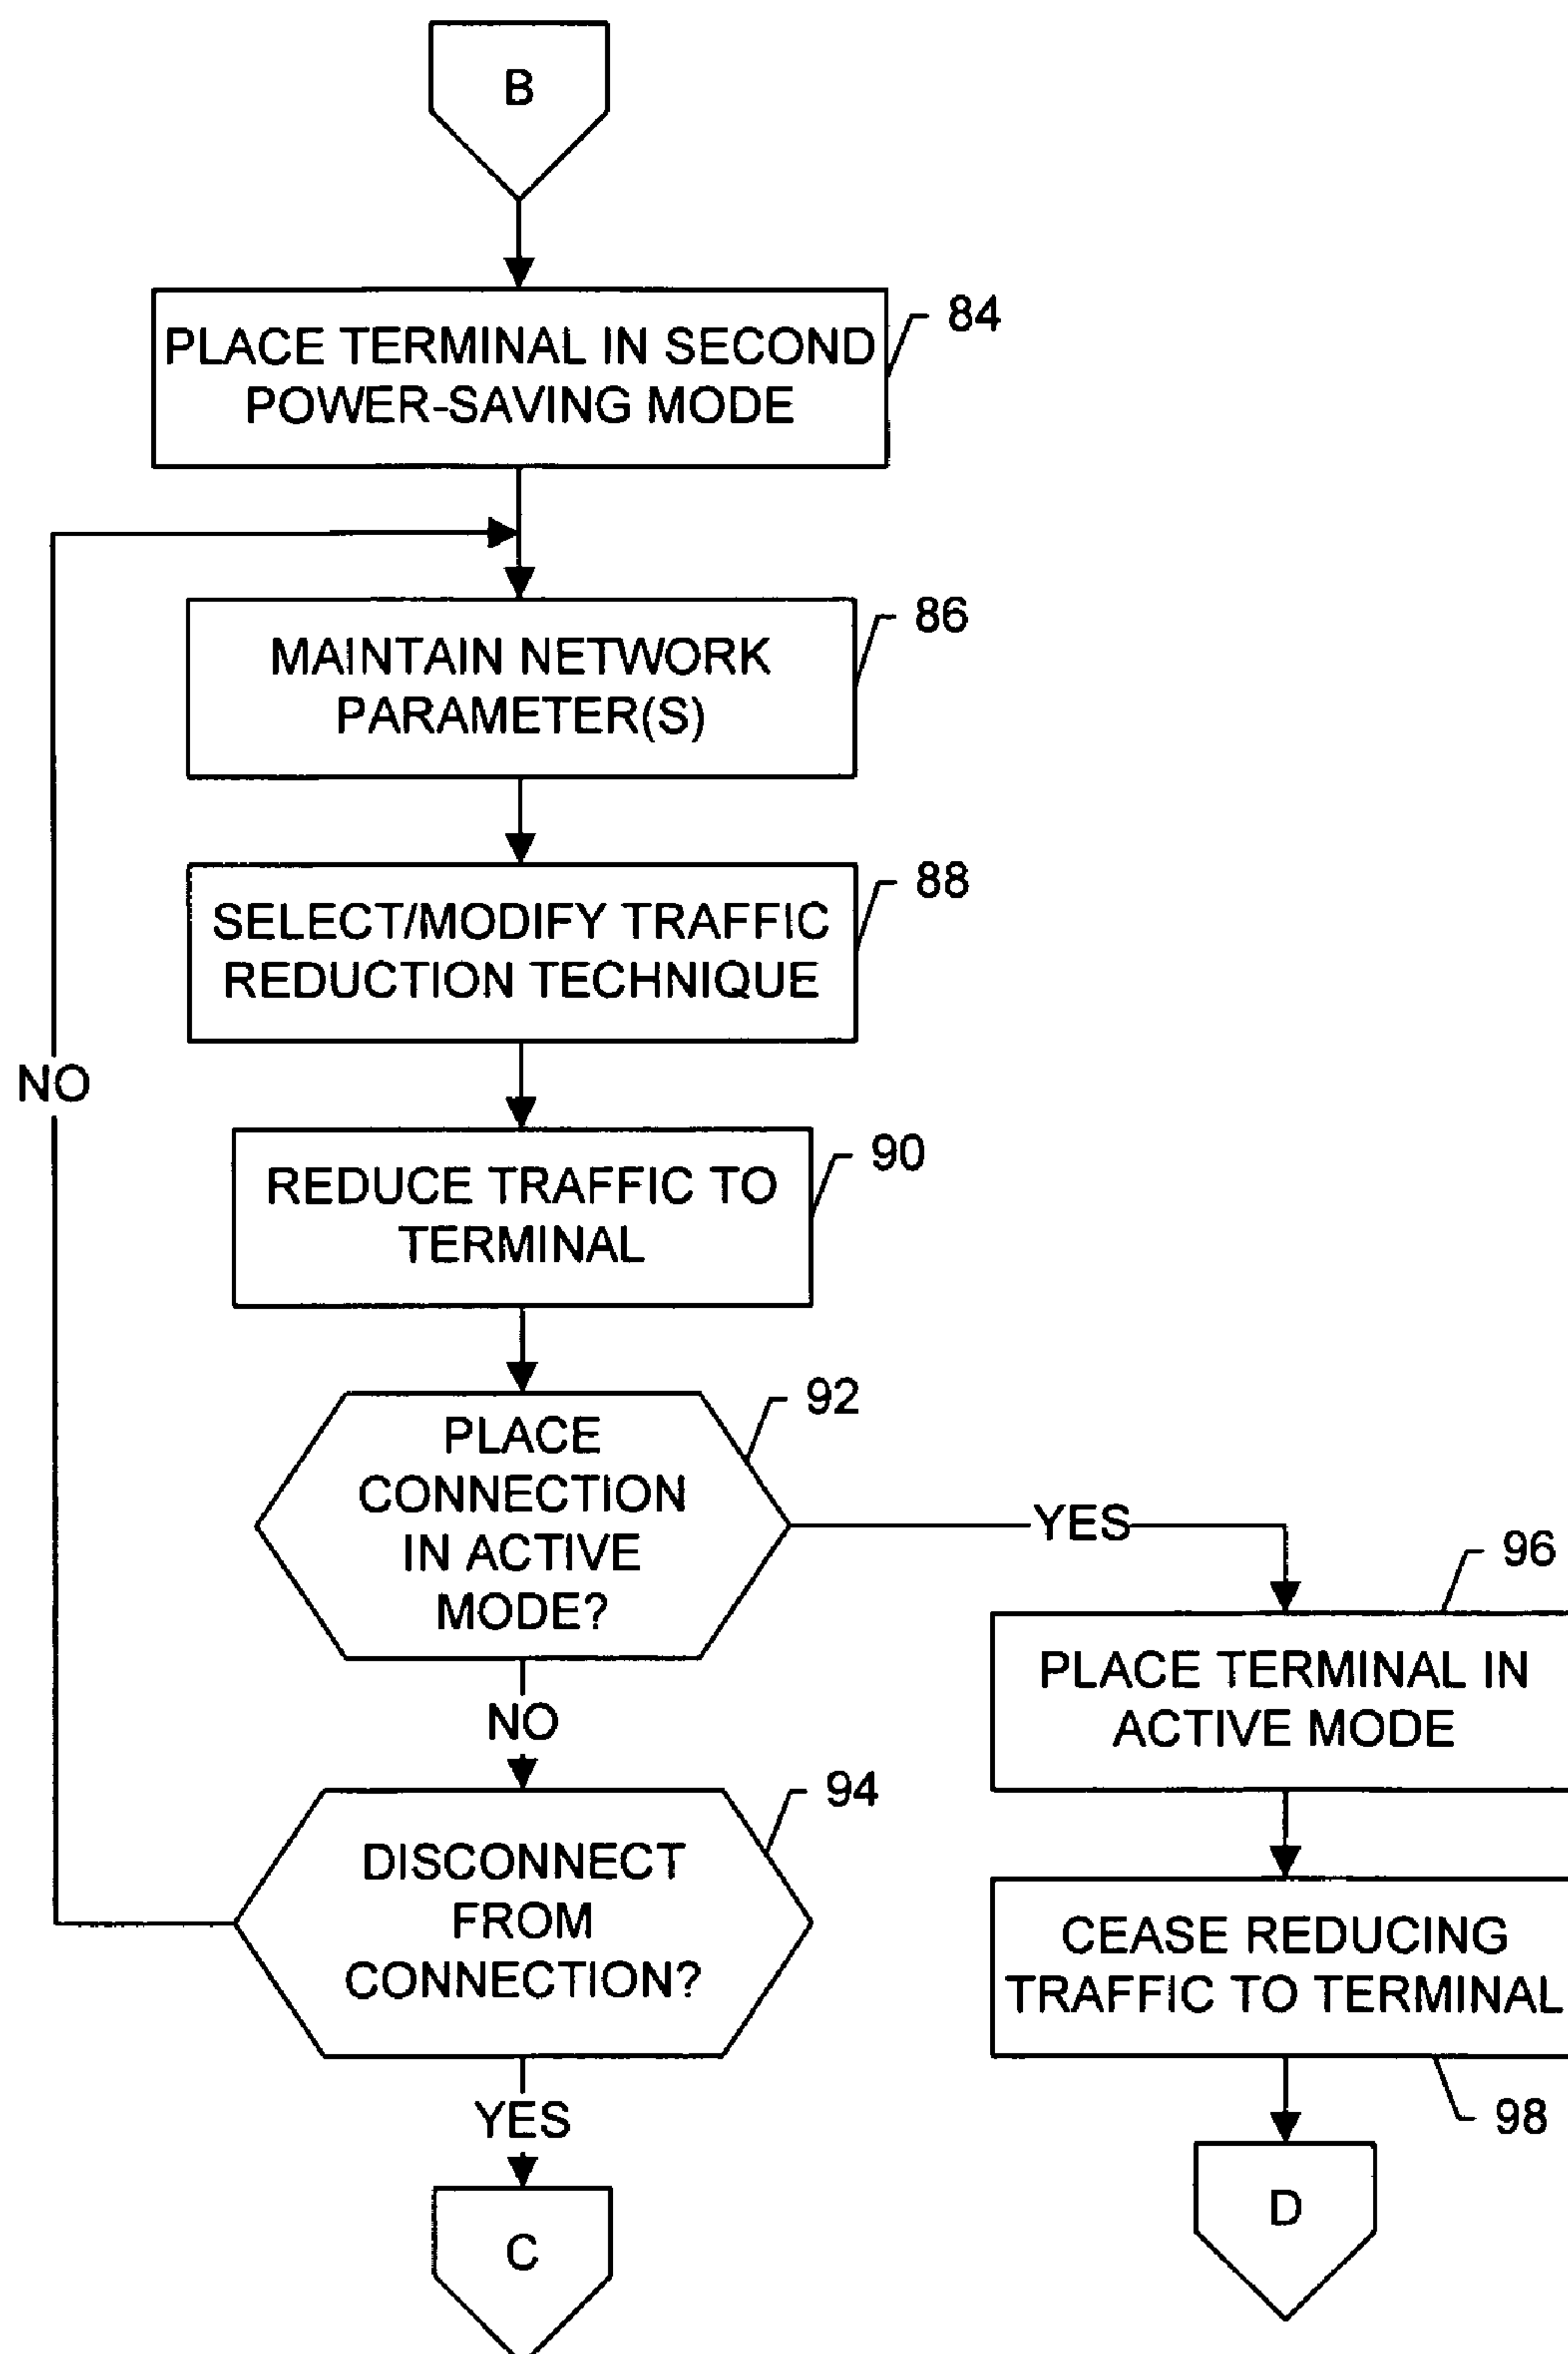 B
PLACE TERMINAL IN SECOND
POWER-SAVING MODE
84
MAINTAIN NETWORK
PARAMETER(S)
86
SELECT/MODIFY TRAFFIC
REDUCTION TECHNIQUE
88
NO
REDUCE TRAFFIC TO
TERMINAL
90
PLACE
CONNECTION
IN ACTIVE
MODE?
92
YES
NO
DISCONNECT
FROM
CONNECTION?
94
YES
C
PLACE TERMINAL IN
ACTIVE MODE
96
CEASE REDUCING
TRAFFIC TO TERMINAL
98
D